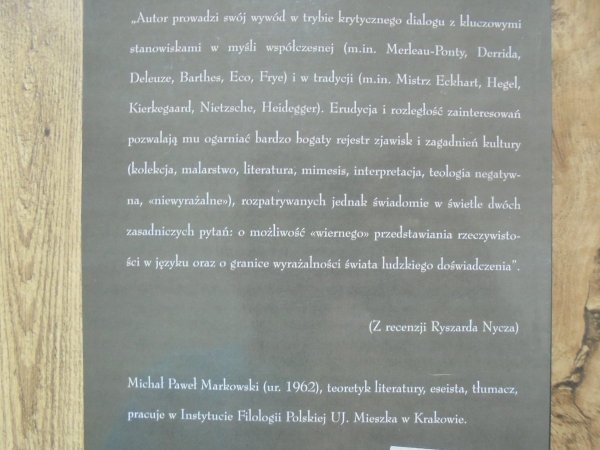 „Autor prowadzi swój wywód w trybie krytycznego dialogu z kluczowymi
stanowiskami w myśli współczesnej (m.in. Merleau-Ponty, Derrida,
Deleuze, Barthes, Eco, Frye) i w tradycji (m.in. Mistrz Eckhart, Hegel,
Kierkegaard, Nietzsche, Heidegger). Erudycja i rozległość zainteresowań
pozwalają mu ogarniać bardzo bogaty rejestr zjawisk i zagadnień kultury
(kolekcja, malarstwo, literatura, mimesis, interpretacja, teologia negatyw-
na, «niewyrażalne»), rozpatrywanych jednak świadomie w świetle dwóch
zasadniczych pytań: o możliwość «wiernego» przedstawiania rzeczywisto-
ści w języku oraz o granice wyrażalności świata ludzkiego doświadczenia”.
(Z recenzji Ryszarda Nycza)
Michał Paweł Markowski (ur. 1962), teoretyk literatury, eseista, tłumacz,
pracuje w Instytucie Filologii Polskiej UJ. Mieszka w Krakowie.